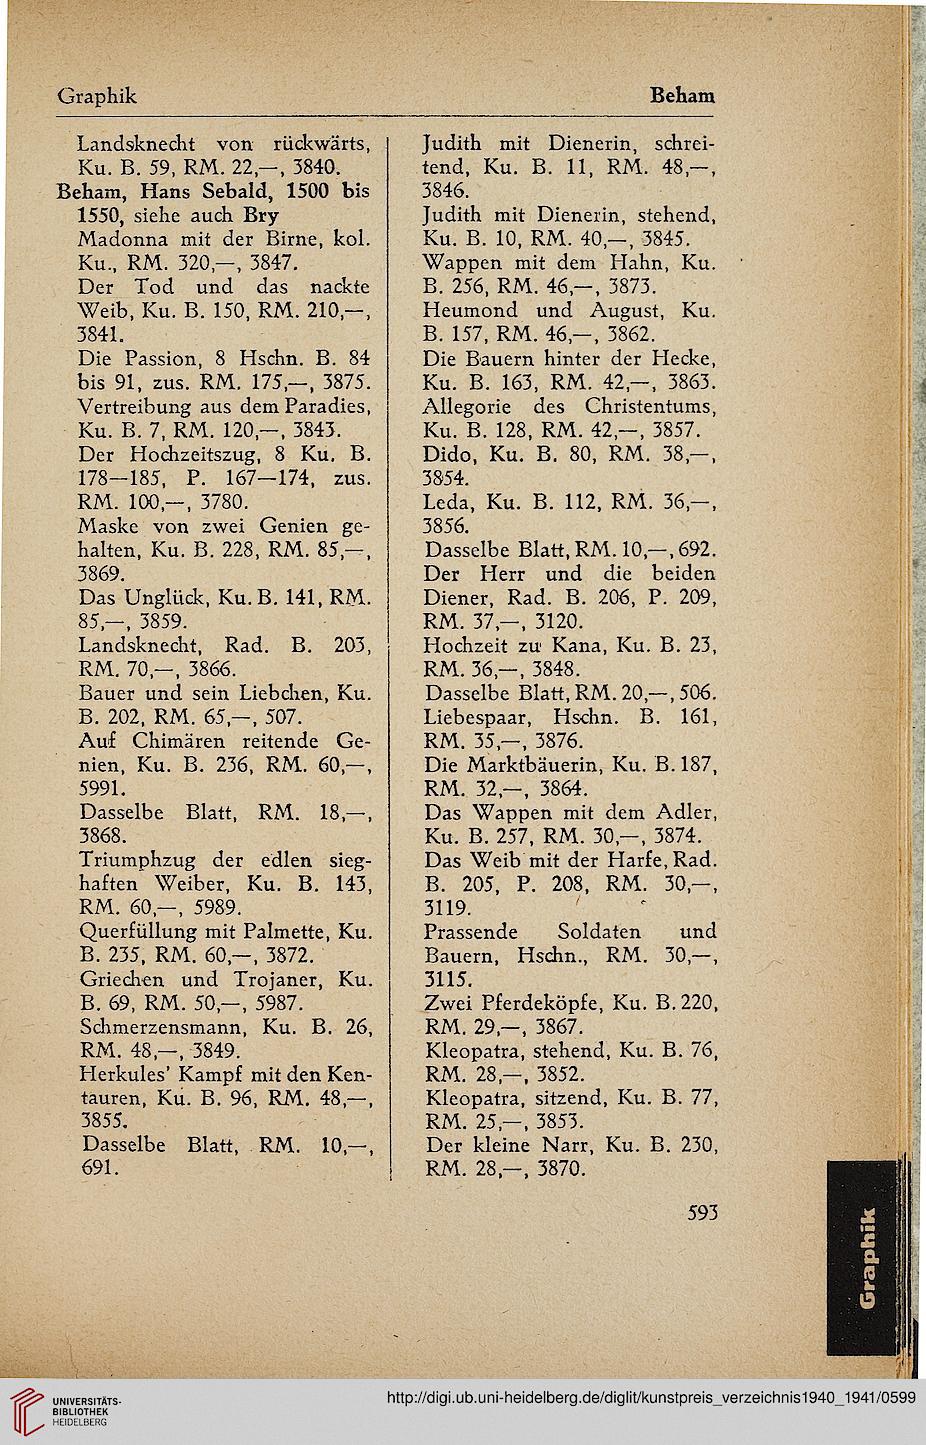 Graphik
Beham
Landsknecht von rückwärts,
Ku. B. 59, RM. 22,—, 3840.
Beham, Hans Sebald, 1500 bis
1550, siehe auch Bry
Madonna mit der Birne, kol.
Ku., RM. 320,—, 3847.
Der Tod und das nackte
Weib, Ku. B. 150, RM. 210,—,
3841.
Die Passion, 8 Hschn. B. 84
bis 91, zus. RM. 175,—, 3875.
Vertreibung aus dem Paradies,
Ku. B. 7, RM. 120,—, 3843.
Der Hochzeitszug, 8 Ku. B.
178—185, P. 167—174, zus.
RM. 100,—, 3780.
Maske von zwei Genien ge-
halten, Ku. B. 228, RM. 85,—,
3869.
Das Unglück, Ku. B. 141, RM.
85,—, 3859.
Landsknecht, Rad. B. 203,
RM. 70,—, 3866.
Bauer und sein Liebchen, Ku.
B. 202, RM. 65,—, 507.
Auf Chimären reitende Ge-
nien, Ku. B. 236, RM. 60,—,
5991.
Dasselbe Blatt, RM. 18,—,
3868.
Triumphzug der edlen sieg-
haften Weiber, Ku. B. 143,
RM. 60,—, 5989.
Querfüllung mit Palmette, Ku.
B. 235, RM. 60,—, 3872.
Griechen und Trojaner, Ku.
B. 69, RM. 50,—, 5987.
Schmerzensmann, Ku. B. 26,
RM. 48,—, 3849.
Herkules' Kampf mit den Ken-
tauren, Ku. B. 96, RM. 48,—,
3855.
Dasselbe Blatt, RM. 10,—,
691.
Judith mit Dienerin, schrei-
tend, Ku. B. 11, RM. 48,—,
3846.
Judith mit Dienerin, stehend,
Ku. B. 10, RM. 40,—, 3845.
Wappen mit dem Hahn, Ku.
B. 256, RM. 46,—, 3873.
Heumond und August, Ku.
B. 157, RM. 46,—, 3862.
Die Bauern hinter der Hecke,
Ku. B. 163, RM. 42,—, 3863.
Allegorie des Christentums,
Ku. B. 128, RM. 42,—, 3857.
Dido, Ku. B. 80, RM. 38,—,
3854.
Leda, Ku. B. 112, RM. 36,—,
3856.
Dasselbe Blatt, RM. 10,—, 692.
Der Herr und die beiden
Diener, Rad. B. 206, P. 209,
RM. 37,—, 3120.
Hochzeit zu Kana, Ku. B. 23,
RM. 36,—, 3848.
Dasselbe Blatt, RM. 20,—, 506.
Liebespaar, Hschn. B. 161,
RM. 35,—, 3876.
Die Marktbäuerin, Ku. B. 187,
RM. 32,—, 3864.
Das Wappen mit dem Adler,
Ku. B. 257, RM. 30,—, 3874.
Das Weib mit der Harfe, Rad.
B. 205, P. 208, RM. 30,—,
3119.
Prassende Soldaten und
Bauern, Hschn., RM. 30,—,
3115.
Zwei Pferdeköpfe, Ku. B. 220,
RM. 29,—, 3867.
Kleopatra, stehend, Ku. B. 76,
RM. 28,—, 3852.
Kleopatra, sitzend, Ku. B. 77,
RM. 25,—, 3853.
Der kleine Narr, Ku. B. 230,
RM. 28,—, 3870.
593
Graphik
UNIVERSITÄTS-
BIBLIOTHEK
HEIDELBERG
http://digi.ub.uni-heidelberg.de/diglit/kunstpreis_verzeichnis1940_1941/0599